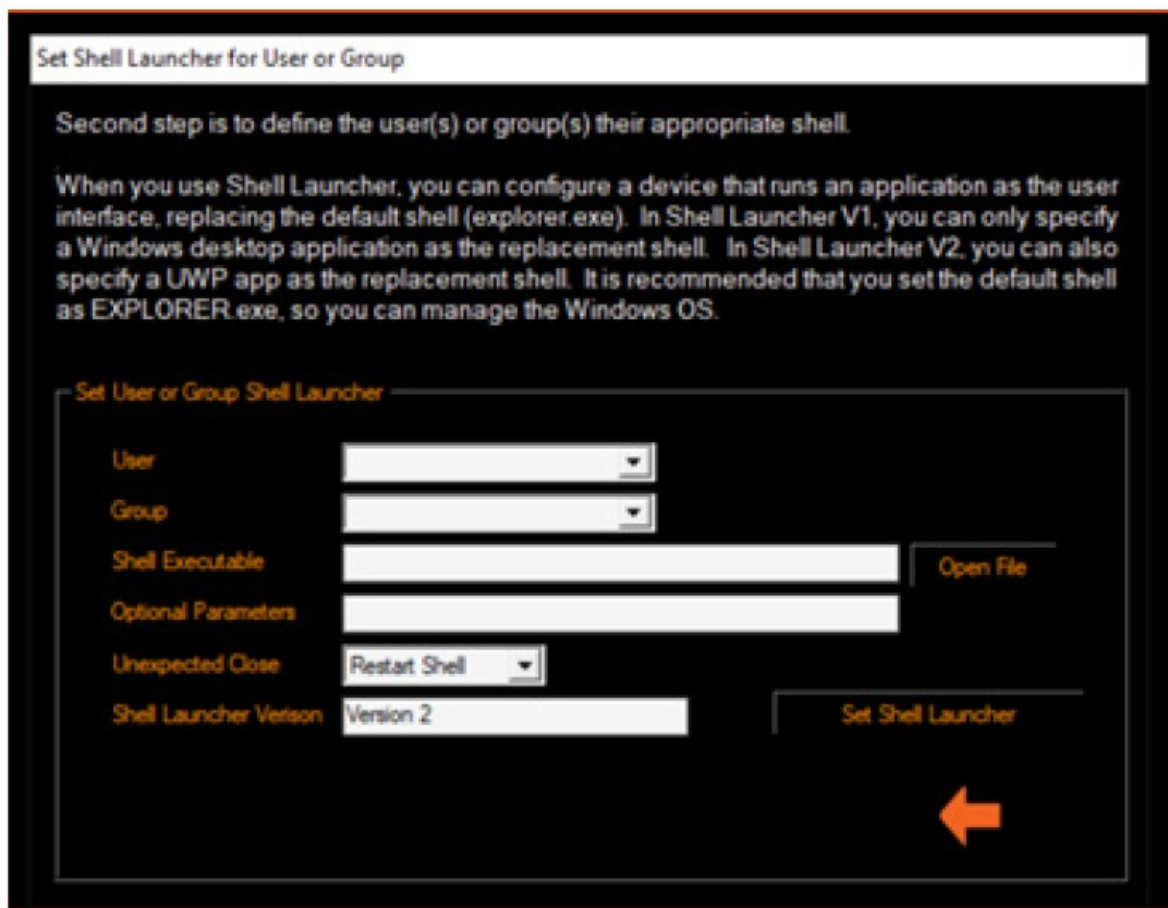 Set Shell Launcher for User or Group
Second step is to define the user(s) or group(s) their appropriate shell.
When you use Shell Launcher, you can configure a device that runs an application as the user
interface, replacing the default shell (explorer.exe). In Shell Launcher V1, you can only specify
a Windows desktop application as the replacement shell. In Shell Launcher V2, you can also
specify a UWP app as the replacement shell. It is recommended that you set the default shell
as EXPLORER.exe, so you can manage the Windows OS.
Set User or Group Shell Launcher
User
Group
Shell Executable
Open File
Optional Parameters
Unexpected Close
Restart Shell
Shell Launcher Verison
Version 2
Set Shell Launcher